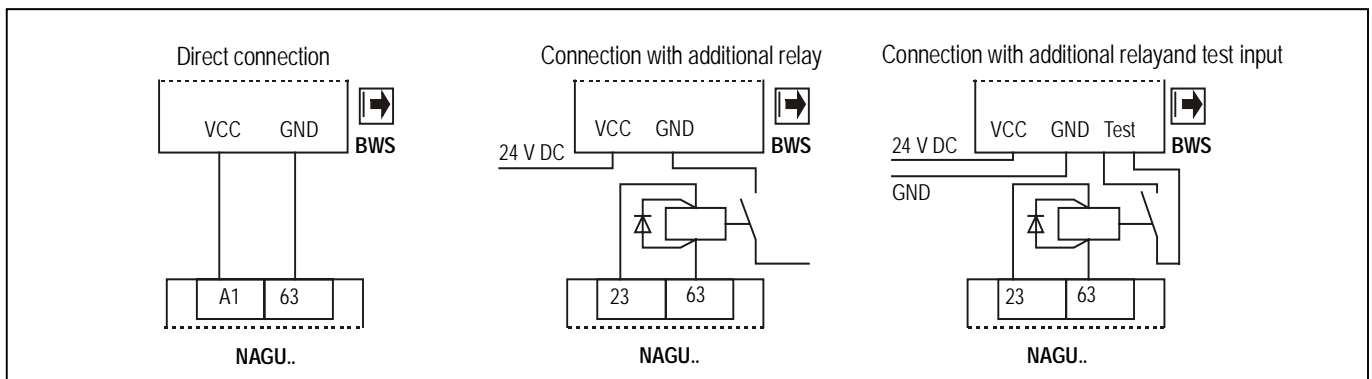 Direct connection
VCC GND
BWS
A1 63
NAGU..
Connection with additional relay
VCC GND
24 V DC
BWS
23 63
NAGU..
Connection with additional relayand test input
VCC GND Test
24 V DC
BWS
GND
23 63
NAGU..